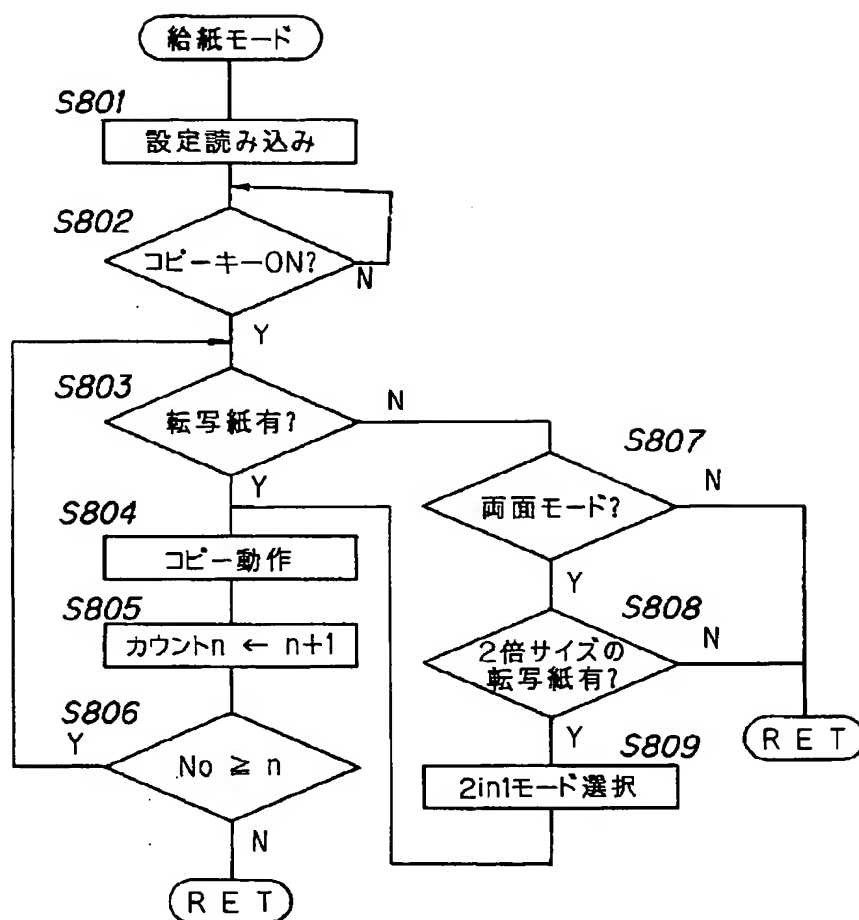 給紙モード
S801
設定読み込み
S802
コピーキーON?
N
Y
S803
転写紙有?
N
Y
S807
両面モード?
N
Y
S804
コピー動作
S805
カウントn ← n+1
S808
2倍サイズの
転写紙有?
N
Y
S806
Y
No ≧ n
N
RET
S809
2in1モード選択
RET